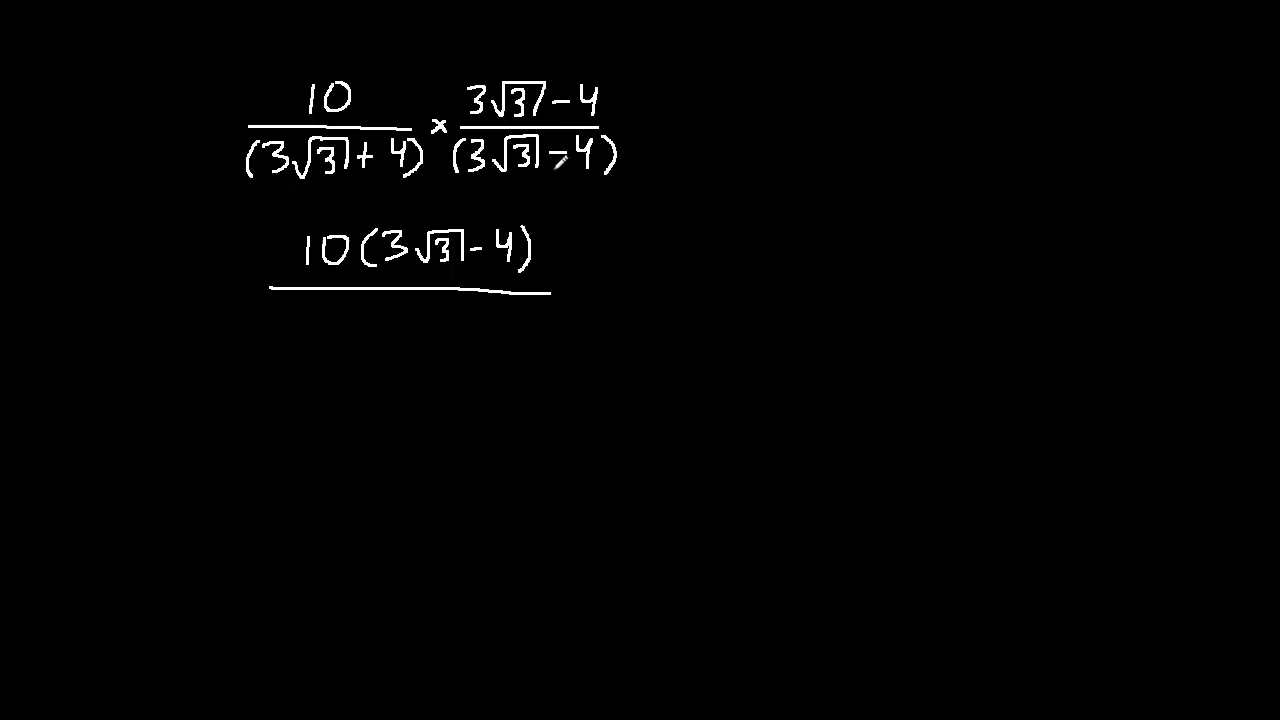 10/(3√3 + 4) × (3√3 - 4)/(3√3 - 4)
10(3√3 - 4)